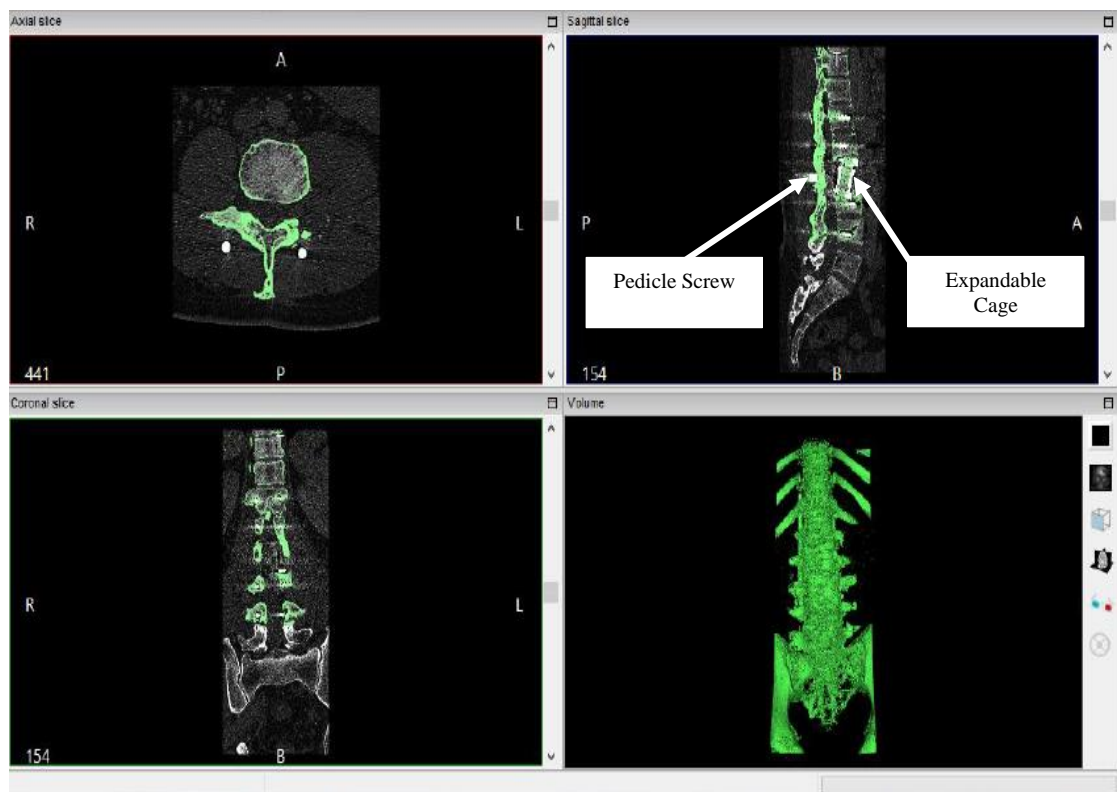 Axial slice
A
R
L
441
P
Sagittal slice
P
A
Pedicle Screw
Expandable
Cage
154
B
Coronal slice
R
L
154
B
Volume